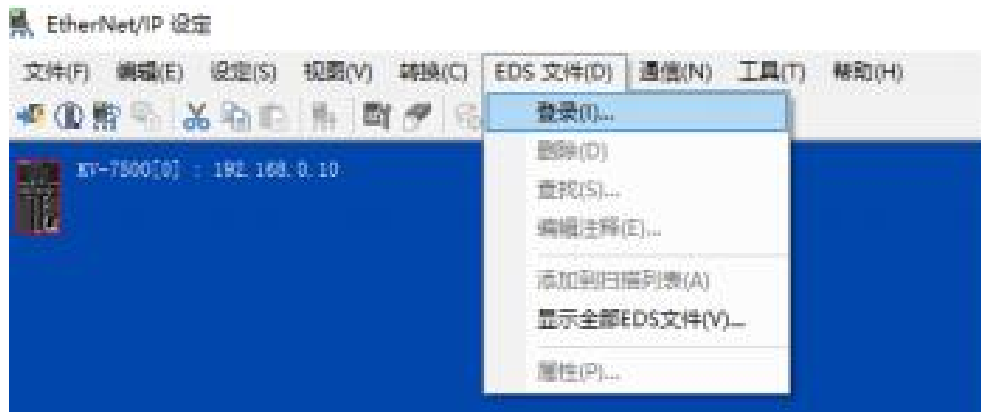 EtherNet/IP 设定
文件(F) 编辑(E) 设定(S) 视图(V) 转换(C) EDS 文件(D) 通信(N) 工具(T) 帮助(H)
登录(I)...
删除(D)
查找(S)...
编辑注释(E)...
添加到扫描列表(A)
显示全部EDS文件(V)...
属性(P)...
KV-7500[0] : 192.168.0.10